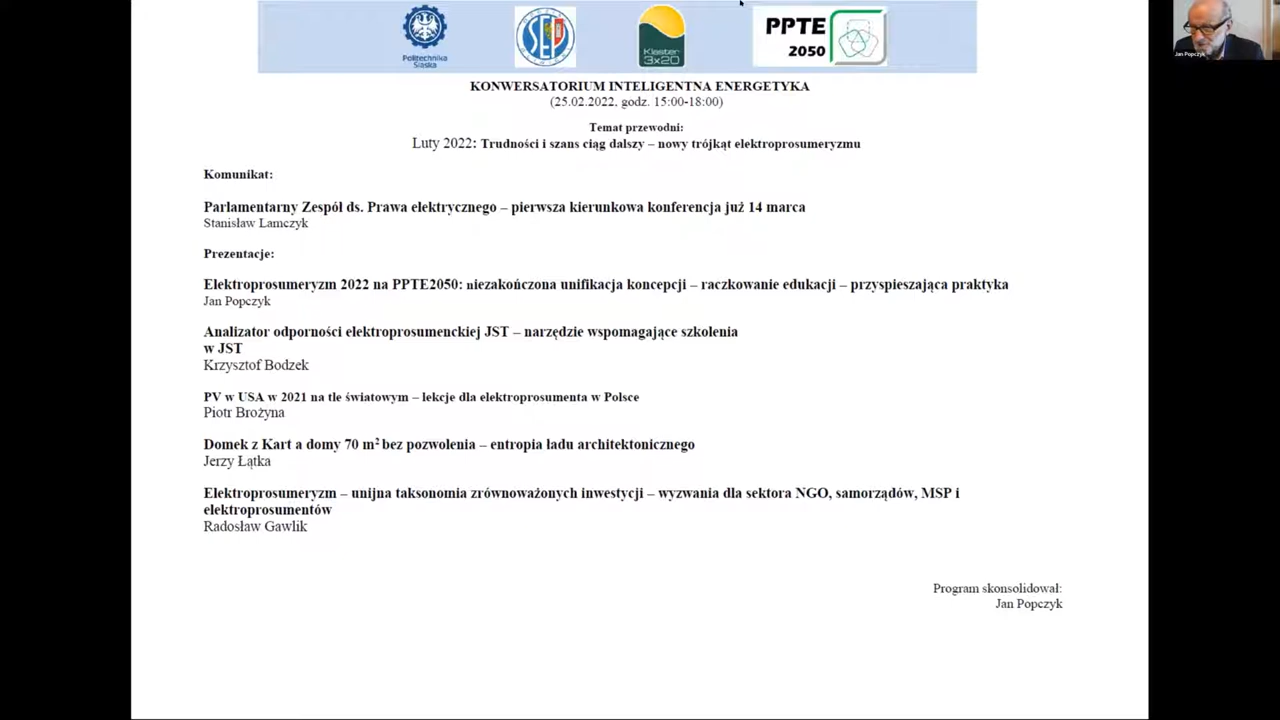 Politechnika
Śląska
SEP
Klaster
3x20
PPTE
2050
Jan Popczyk
KONWERSATORIUM INTELIGENTNA ENERGETYKA
(25.02.2022, godz. 15:00-18:00)
Temat przewodni:
Luty 2022: Trudności i szans ciąg dalszy – nowy trójkąt elektroprosumeryzmu
Komunikat:
Parlamentarny Zespół ds. Prawa elektrycznego – pierwsza kierunkowa konferencja już 14 marca
Stanisław Lamczyk
Prezentacje:
Elektroprosumeryzm 2022 na PPTE2050: niezakończona unifikacja koncepcji – raczkowanie edukacji – przyspieszająca praktyka
Jan Popczyk
Analizator odporności elektroprosumenckiej JST – narzędzie wspomagające szkolenia
w JST
Krzysztof Bodzek
PV w USA w 2021 na tle światowym – lekcje dla elektroprosumenta w Polsce
Piotr Brożyna
Domek z Kart a domy 70 m² bez pozwolenia – entropia ładu architektonicznego
Jerzy Łątka
Elektroprosumeryzm – unijna taksonomia zrównoważonych inwestycji – wyzwania dla sektora NGO, samorządów, MSP i
elektroprosumentów
Radosław Gawlik
Program skonsolidował:
Jan Popczyk